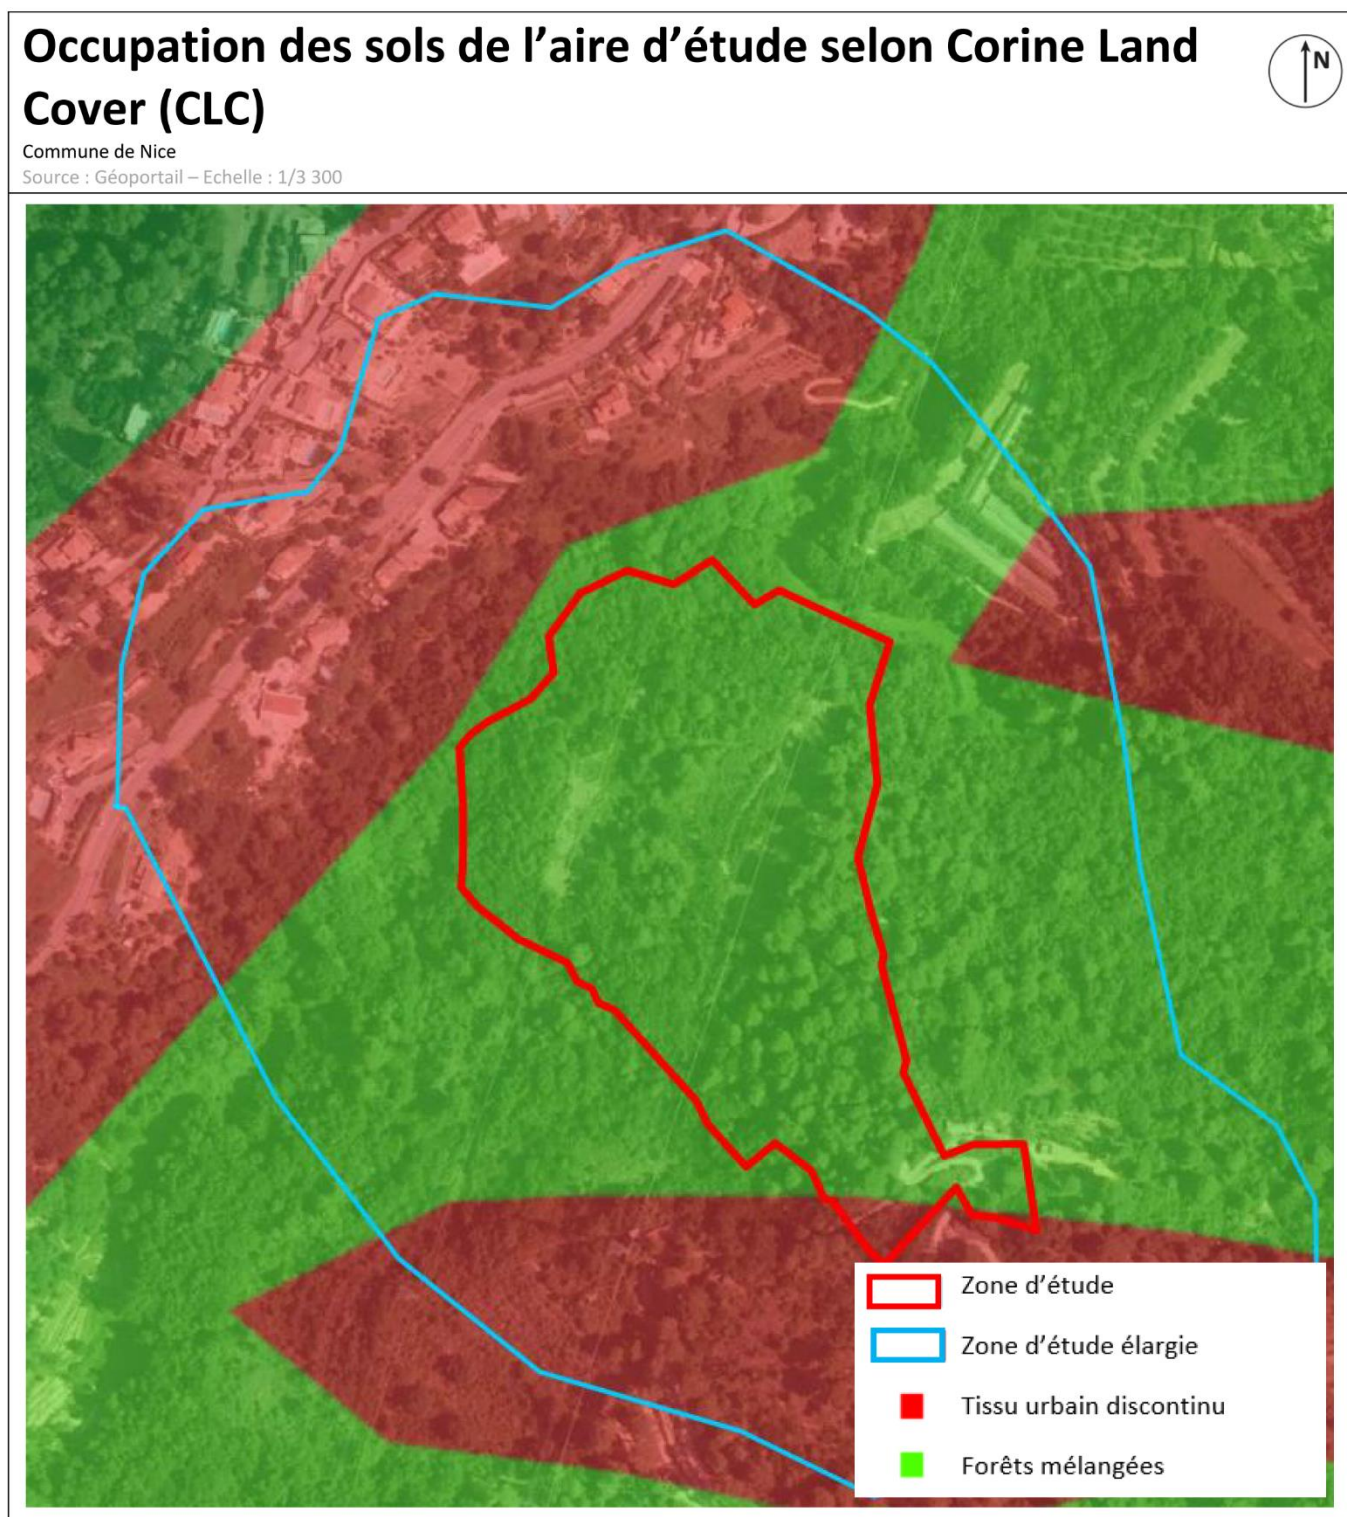 Occupation des sols de l’aire d’étude selon Corine Land
Cover (CLC)
N
Commune de Nice
Source : Géoportail – Echelle : 1/3 300
Zone d’étude
Zone d’étude élargie
Tissu urbain discontinu
Forêts mélangées